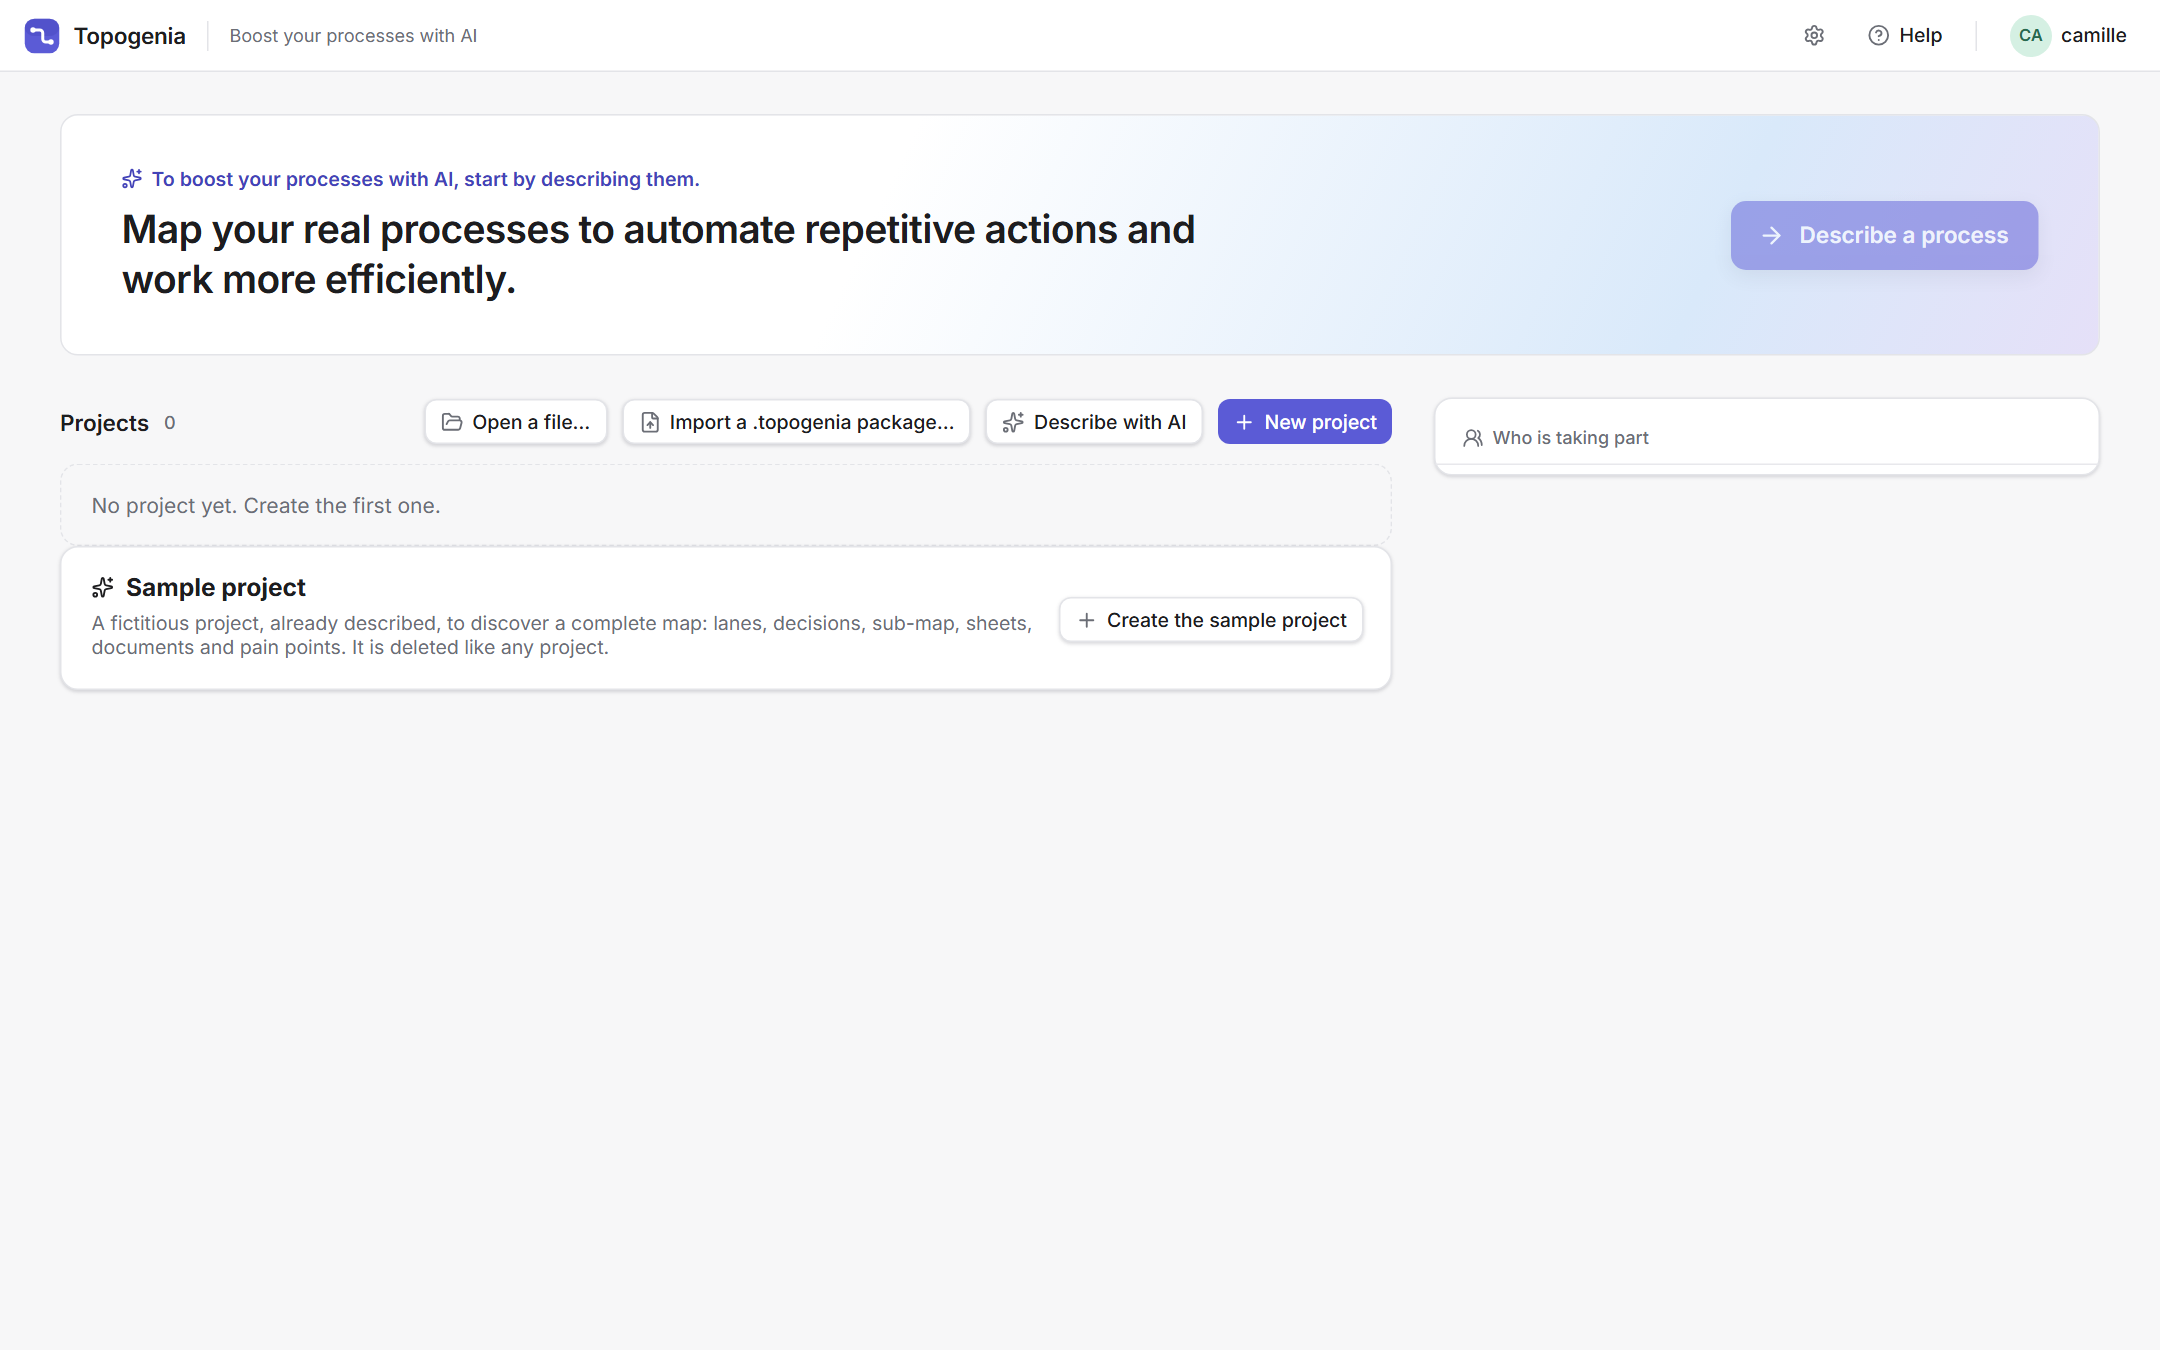 Topogenia
Boost your processes with AI
Help
CA
camille
To boost your processes with AI, start by describing them.
Map your real processes to automate repetitive actions and
work more efficiently.
Describe a process
Projects 0
Open a file...
Import a .topogenia package...
Describe with AI
New project
Who is taking part
No project yet. Create the first one.
Sample project
A fictitious project, already described, to discover a complete map: lanes, decisions, sub-map, sheets,
documents and pain points. It is deleted like any project.
Create the sample project